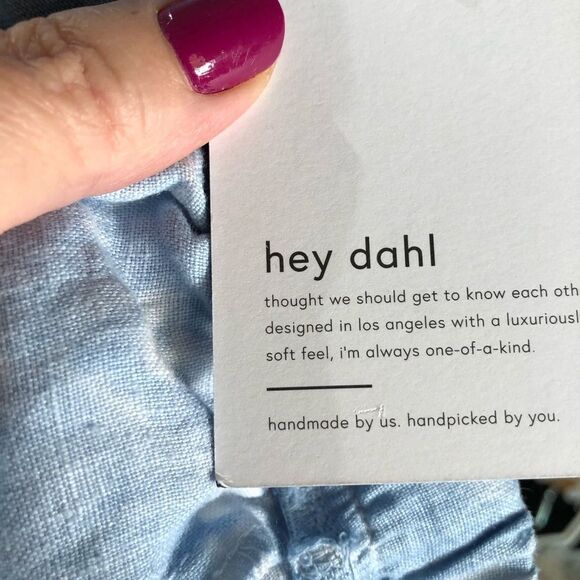 hey dahl
thought we should get to know each oth
designed in los angeles with a luxuriousl
soft feel, i'm always one-of-a-kind.
handmade by us. handpicked by you.